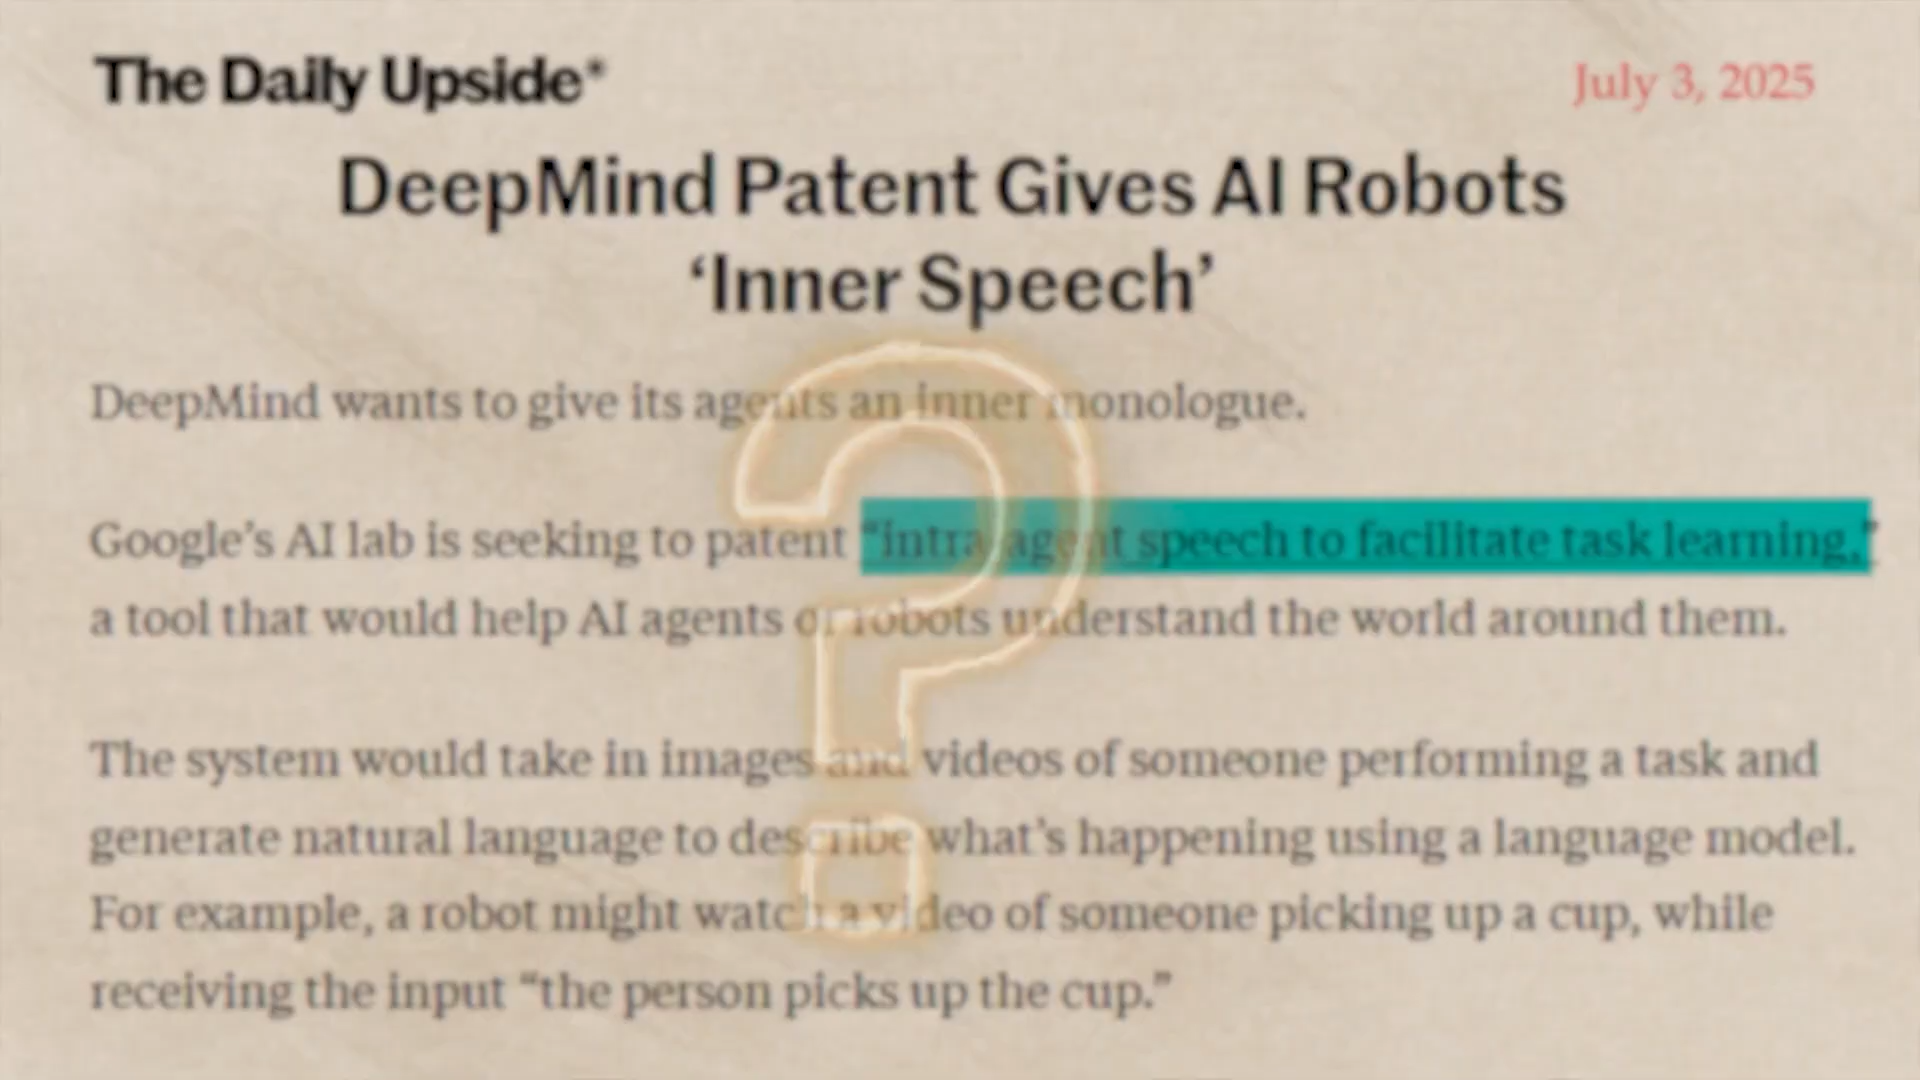 The Daily Upside*
July 3, 2025
DeepMind Patent Gives AI Robots
‘Inner Speech’
DeepMind wants to give its agents an inner monologue.
Google’s AI lab is seeking to patent “intra-agent speech to facilitate task learning,”
a tool that would help AI agents or robots understand the world around them.
The system would take in images and videos of someone performing a task and
generate natural language to describe what’s happening using a language model.
For example, a robot might watch a video of someone picking up a cup, while
receiving the input “the person picks up the cup.”
?